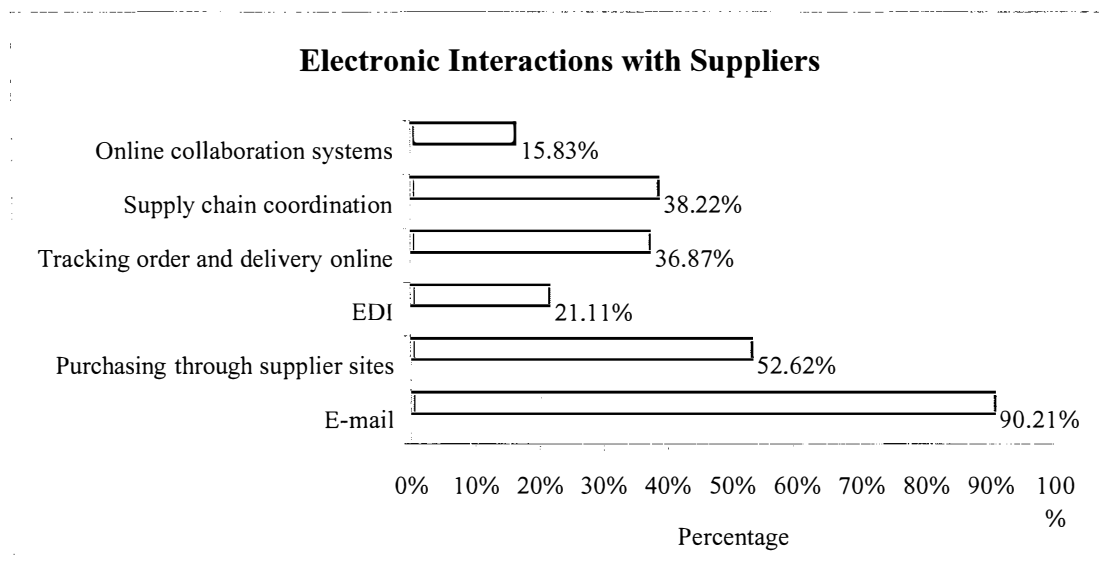 Electronic Interactions with Suppliers
Online collaboration systems
15.83%
Supply chain coordination
38.22%
Tracking order and delivery online
36.87%
EDI
21.11%
Purchasing through supplier sites
52.62%
E-mail
90.21%
0% 10% 20% 30% 40% 50% 60% 70% 80% 90% 100
%
Percentage